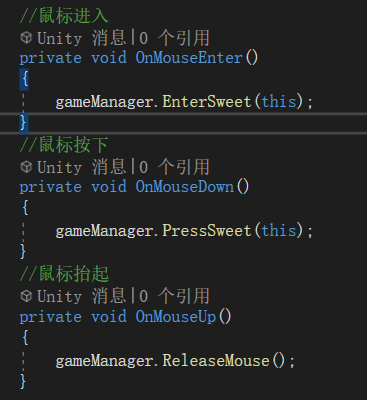 //鼠标进入
Unity 消息|0 个引用
private void OnMouseEnter()
{
gameManager.EnterSweet(this);
}
//鼠标按下
Unity 消息|0 个引用
private void OnMouseDown()
{
gameManager.PressSweet(this);
}
//鼠标抬起
Unity 消息|0 个引用
private void OnMouseUp()
{
gameManager.ReleaseMouse();
}